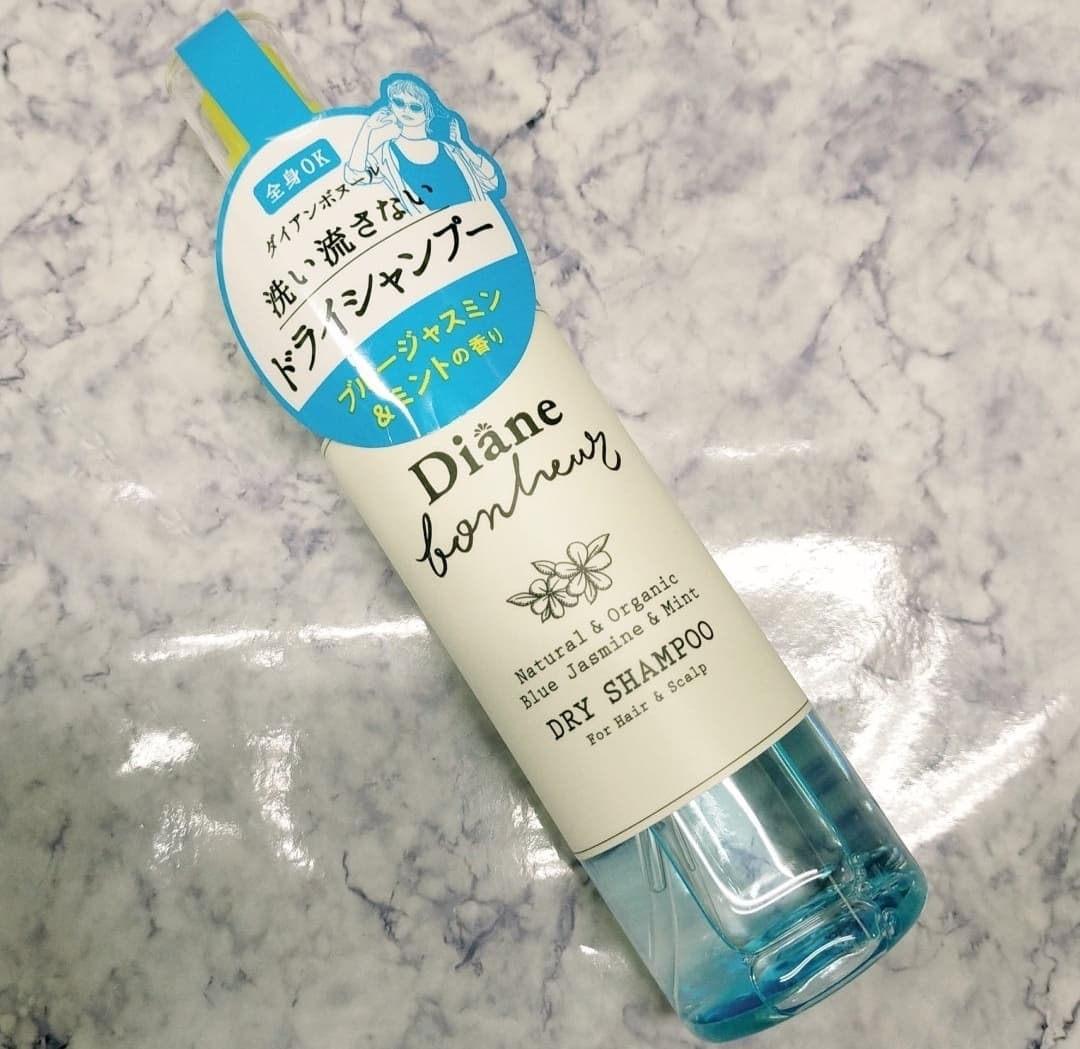 全身OK
ダイアンボヌール
洗い流さない
ドライシャンプー
ブルージャスミン
&ミントの香り
Diane
bonheur
Natural & Organic
Blue Jasmine & Mint
DRY SHAMPOO
For Hair & Scalp